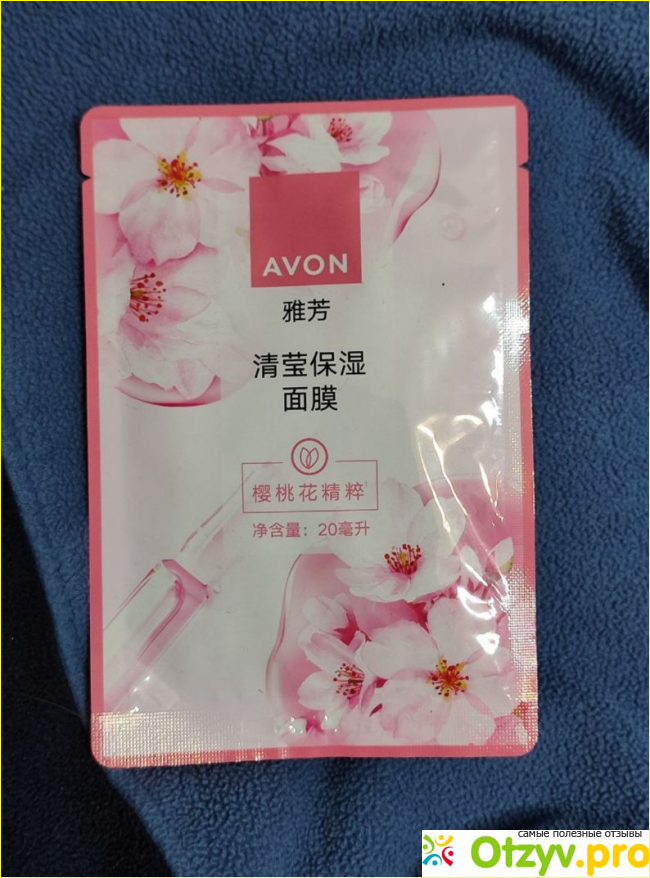 AVON
雅芳
清莹保湿
面膜
樱桃花精粹¹
净含量：20毫升
самые полезные отзывы
Otzyv.pro